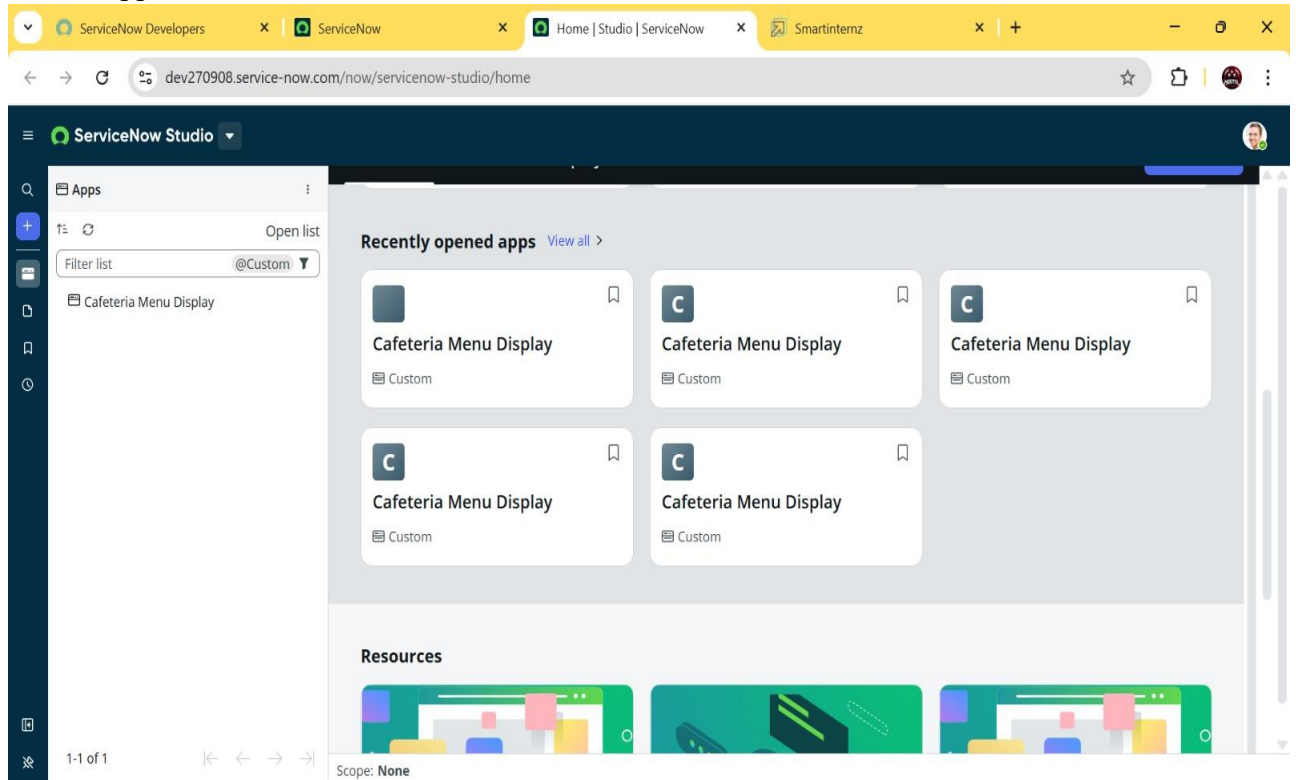 ServiceNow Developers
ServiceNow
Home | Studio | ServiceNow
Smartinternz
dev270908.service-now.com/now/servicenow-studio/home
ServiceNow Studio
Apps
Open list
Filter list
@Custom
Cafeteria Menu Display
Recently opened apps View all >
Cafeteria Menu Display
Custom
C
Cafeteria Menu Display
Custom
C
Cafeteria Menu Display
Custom
C
Cafeteria Menu Display
Custom
C
Cafeteria Menu Display
Custom
Resources
1-1 of 1
Scope: None